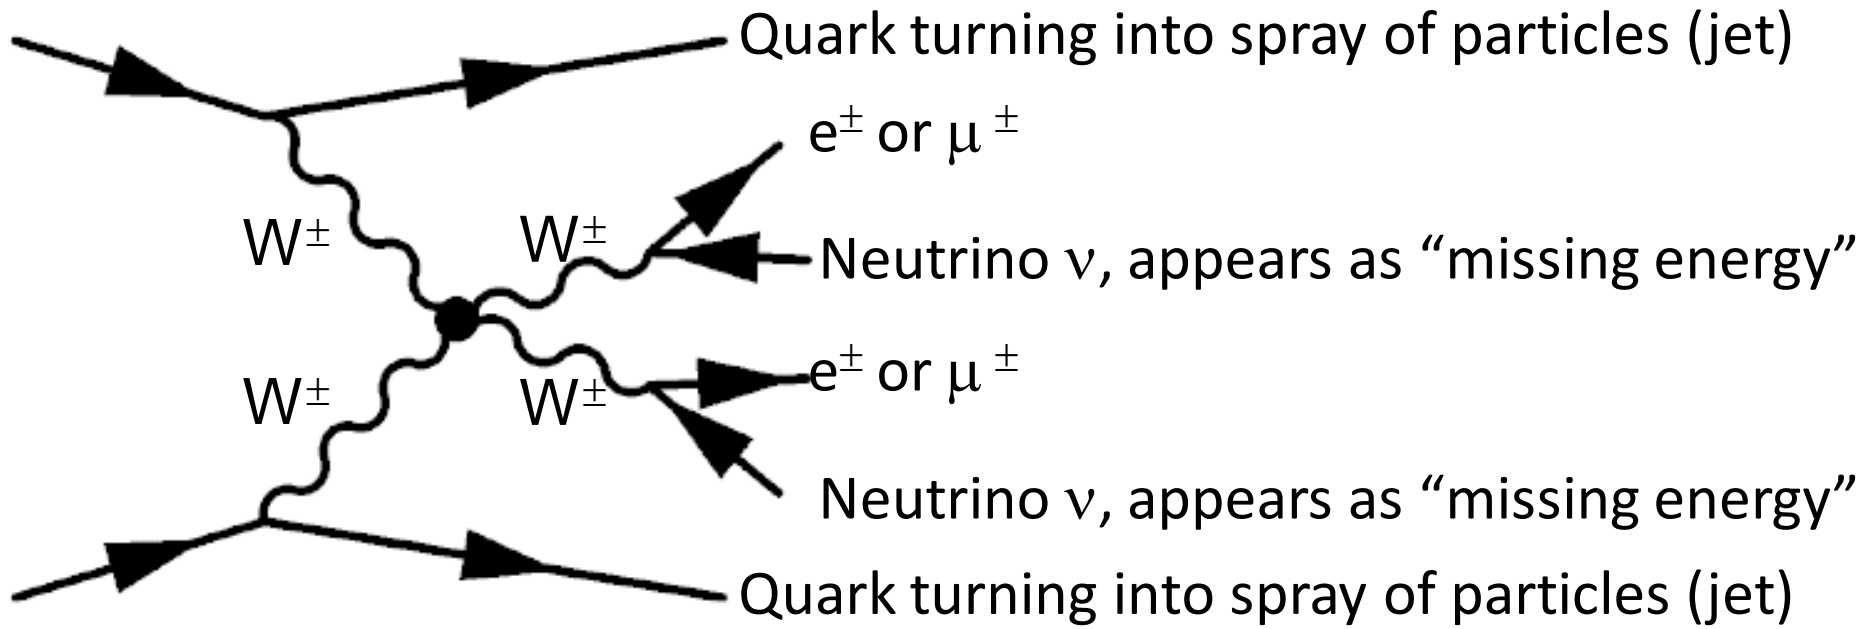 Quark turning into spray of particles (jet)
e± or μ ±
W± W±
Neutrino ν, appears as “missing energy”
W± W±
e± or μ ±
Neutrino ν, appears as “missing energy”
Quark turning into spray of particles (jet)